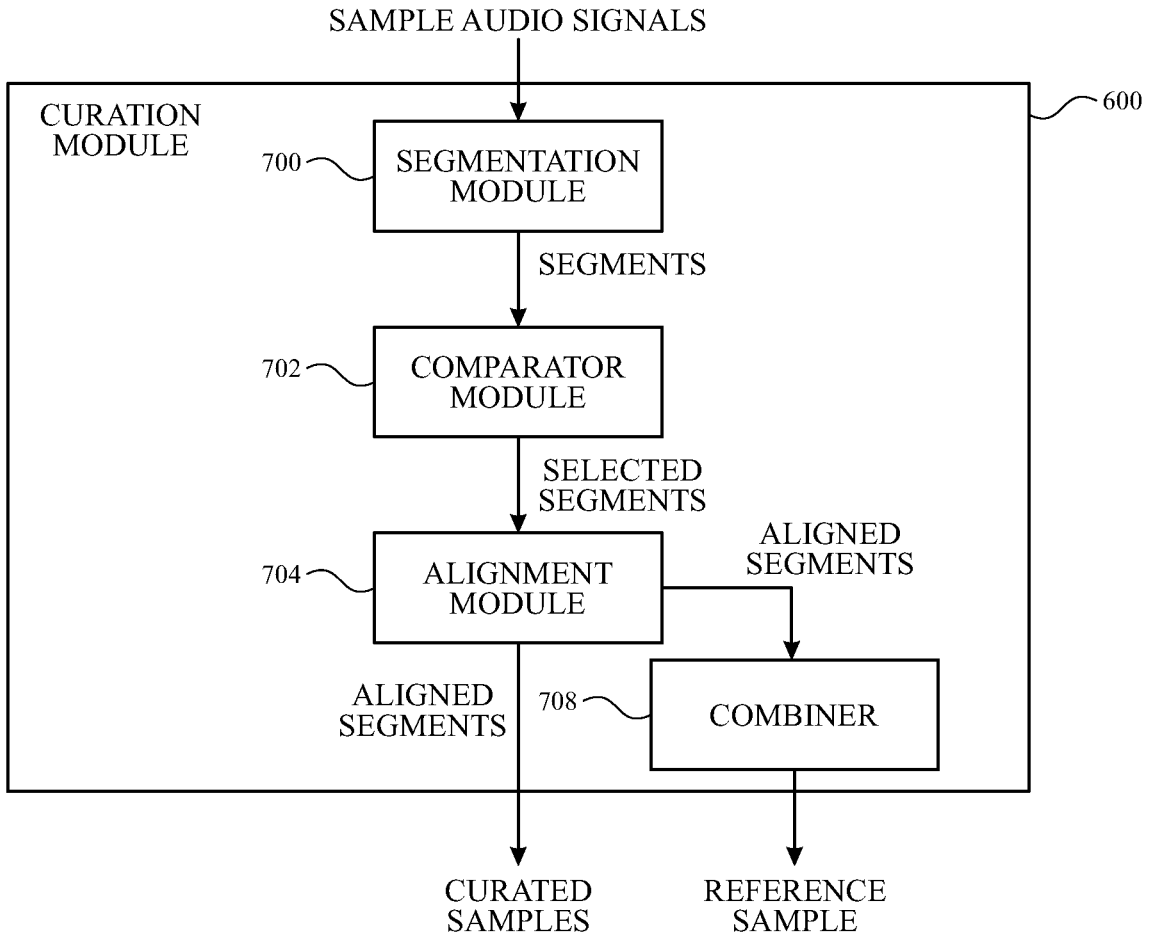 SAMPLE AUDIO SIGNALS
600
CURATION
MODULE
700
SEGMENTATION
MODULE
SEGMENTS
702
COMPARATOR
MODULE
SELECTED
SEGMENTS
704
ALIGNMENT
MODULE
ALIGNED
SEGMENTS
ALIGNED
SEGMENTS
708
COMBINER
CURATED
SAMPLES
REFERENCE
SAMPLE